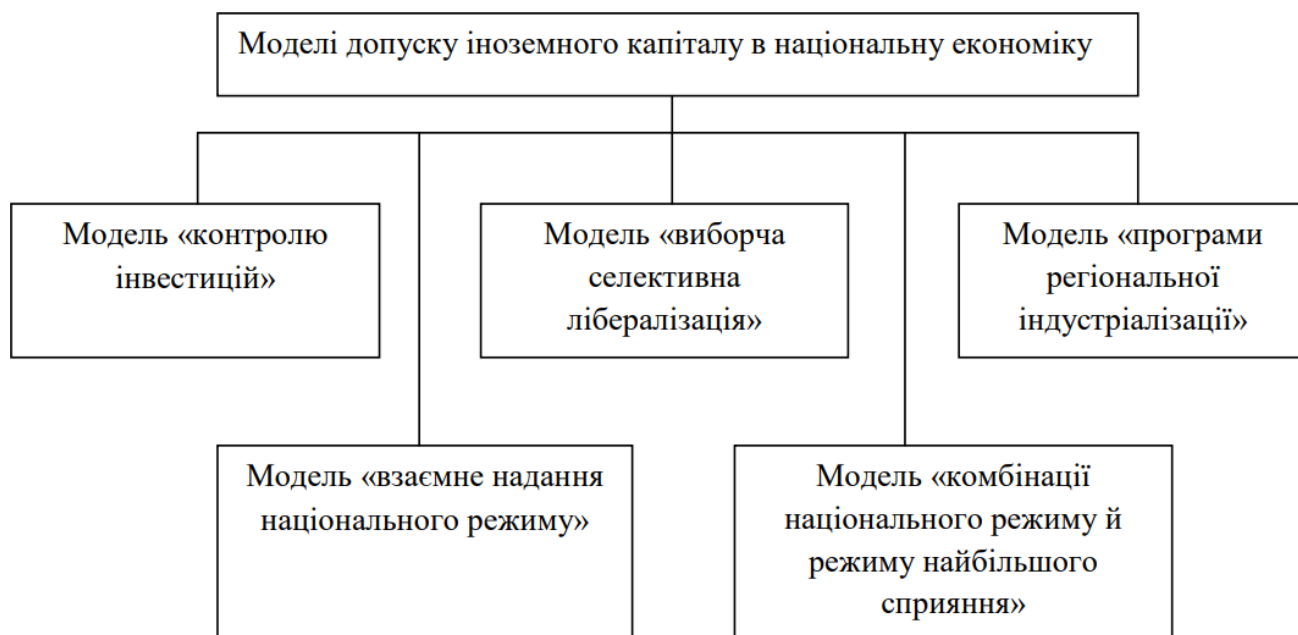 Моделі допуску іноземного капіталу в національну економіку
Модель «контролю
інвестицій»
Модель «виборча
селективна
лібералізація»
Модель «програми
регіональної
індустріалізації»
Модель «взаємне надання
національного режиму»
Модель «комбінації
національного режиму й
режиму найбільшого
сприяння»